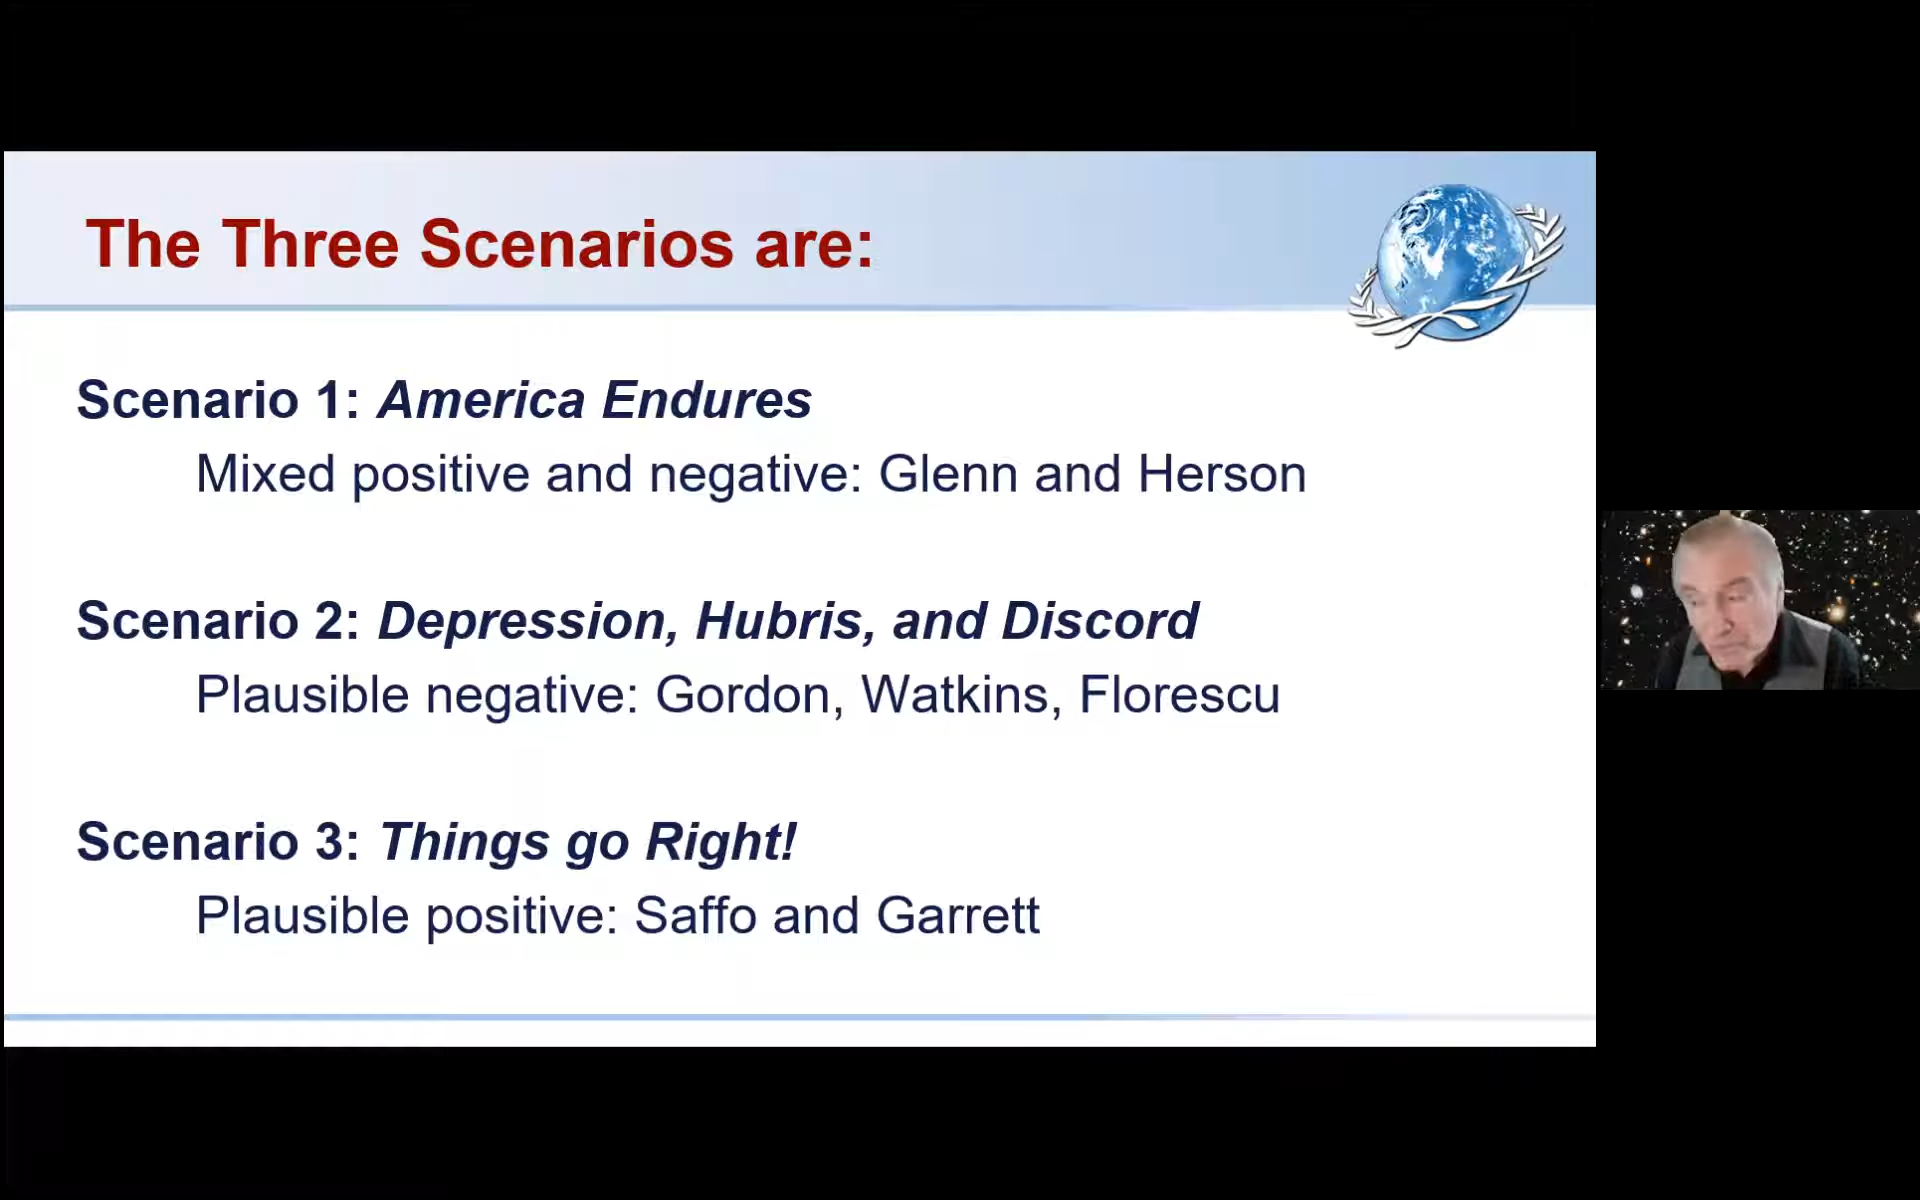 The Three Scenarios are:
Scenario 1: America Endures
Mixed positive and negative: Glenn and Herson
Scenario 2: Depression, Hubris, and Discord
Plausible negative: Gordon, Watkins, Florescu
Scenario 3: Things go Right!
Plausible positive: Saffo and Garrett